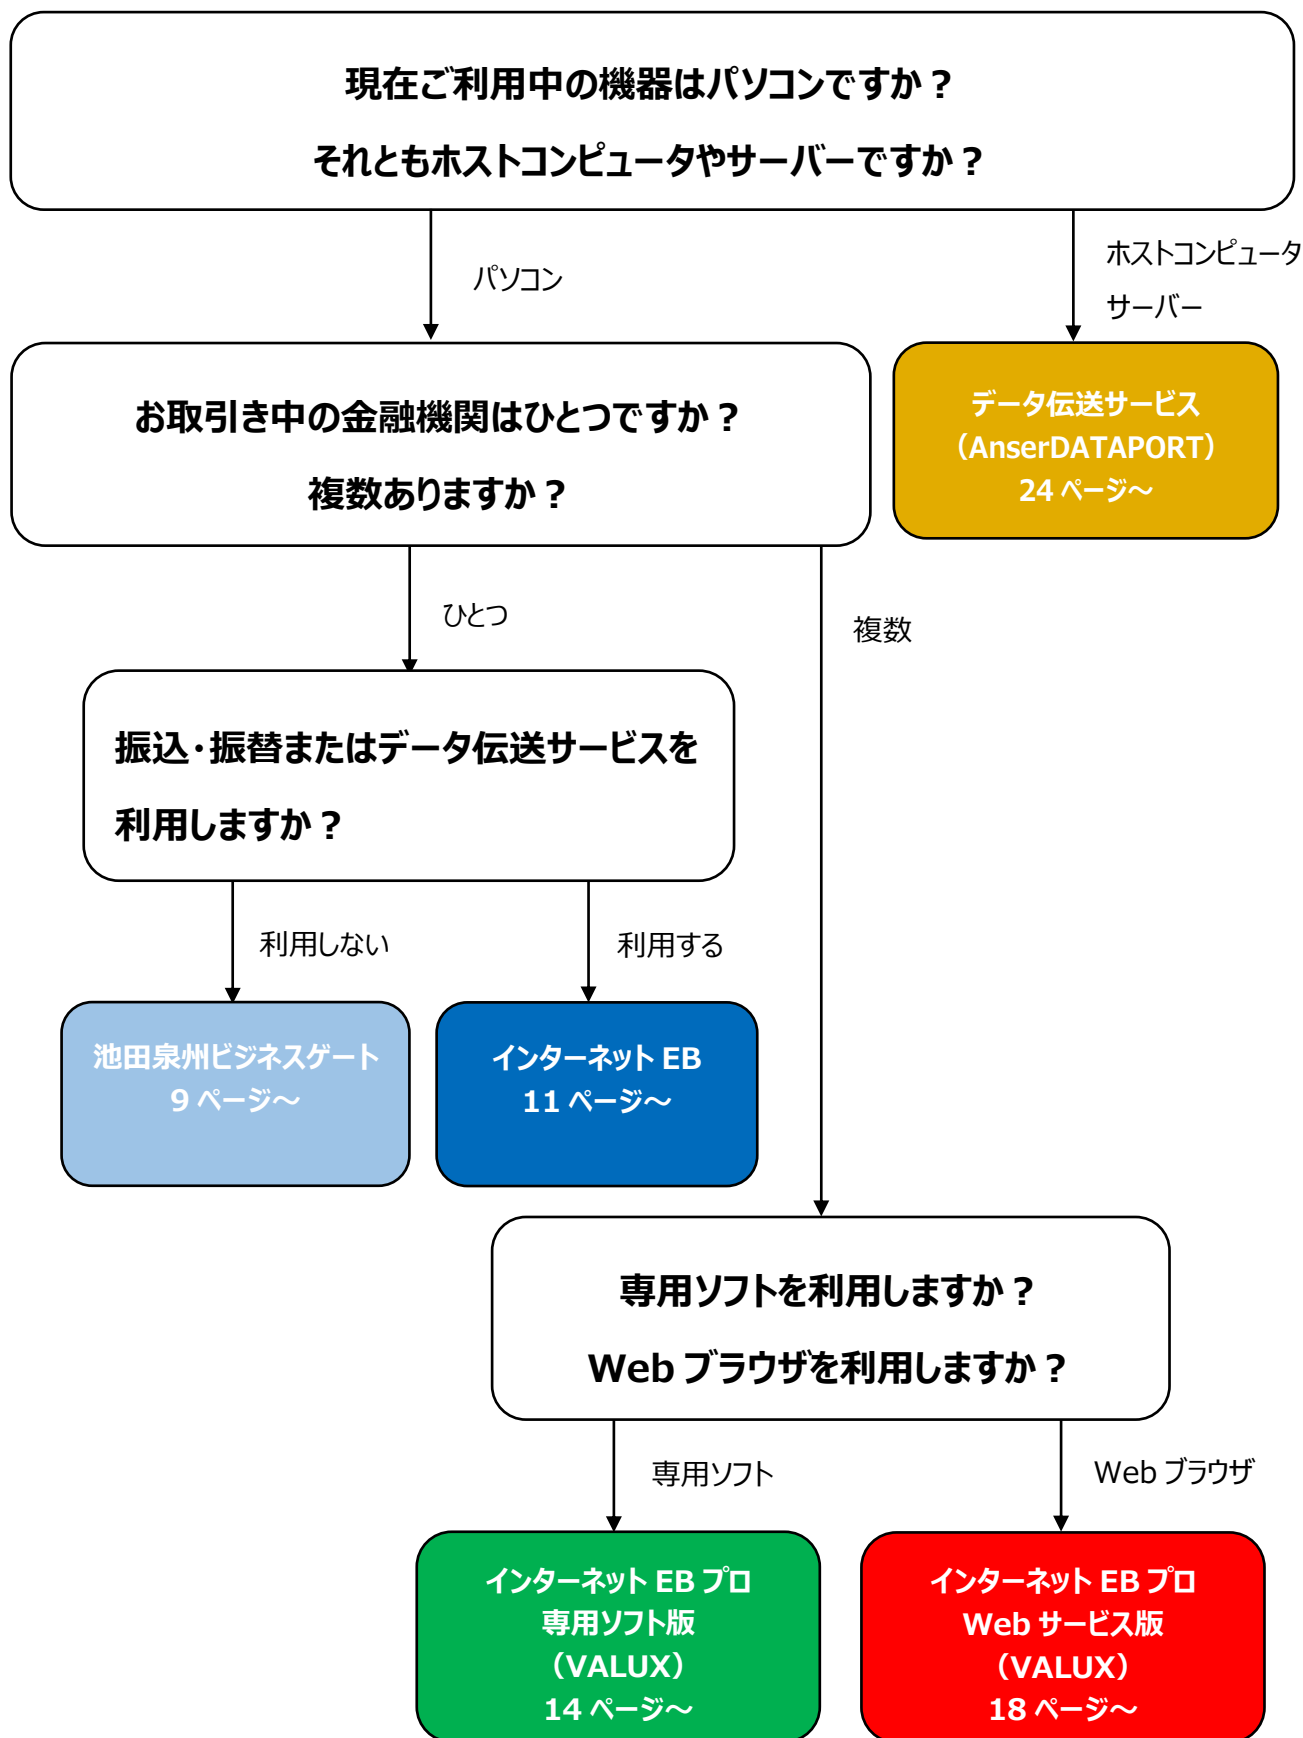 現在ご利用中の機器はパソコンですか？
それともホストコンピュータやサーバーですか？
パソコン
ホストコンピュータ
サーバー
お取引き中の金融機関はひとつですか？
複数ありますか？
データ伝送サービス
（AnserDATAPORT）
24 ページ～
ひとつ
複数
振込・振替またはデータ伝送サービスを
利用しますか？
利用しない
利用する
池田泉州ビジネスゲート
9 ページ～
インターネット EB
11 ページ～
専用ソフトを利用しますか？
Web ブラウザを利用しますか？
専用ソフト
Web ブラウザ
インターネット EB プロ
専用ソフト版
（VALUX）
14 ページ～
インターネット EB プロ
Web サービス版
（VALUX）
18 ページ～